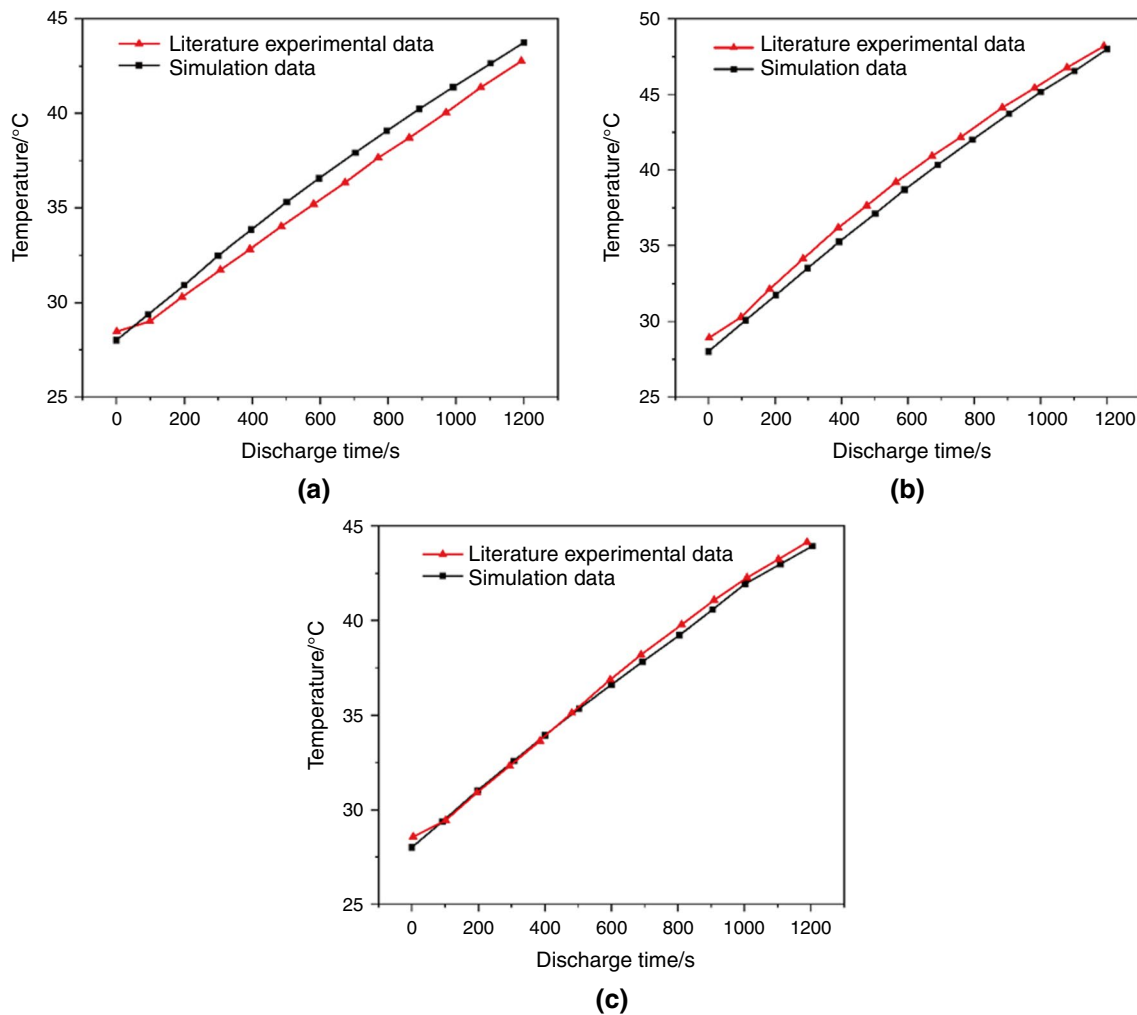 45
40
35
30
25
Temperature/°C
Literature experimental data
Simulation data
0 200 400 600 800 1000 1200
Discharge time/s
(a)
50
45
40
35
30
25
Temperature/°C
Literature experimental data
Simulation data
0 200 400 600 800 1000 1200
Discharge time/s
(b)
45
40
35
30
25
Temperature/°C
Literature experimental data
Simulation data
0 200 400 600 800 1000 1200
Discharge time/s
(c)